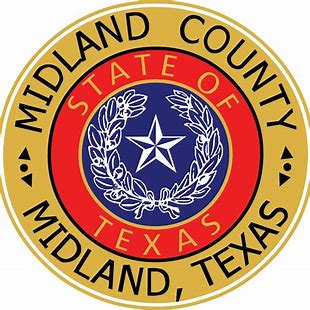 MIDLAND COUNTY
STATE OF
TEXAS
MIDLAND, TEXAS